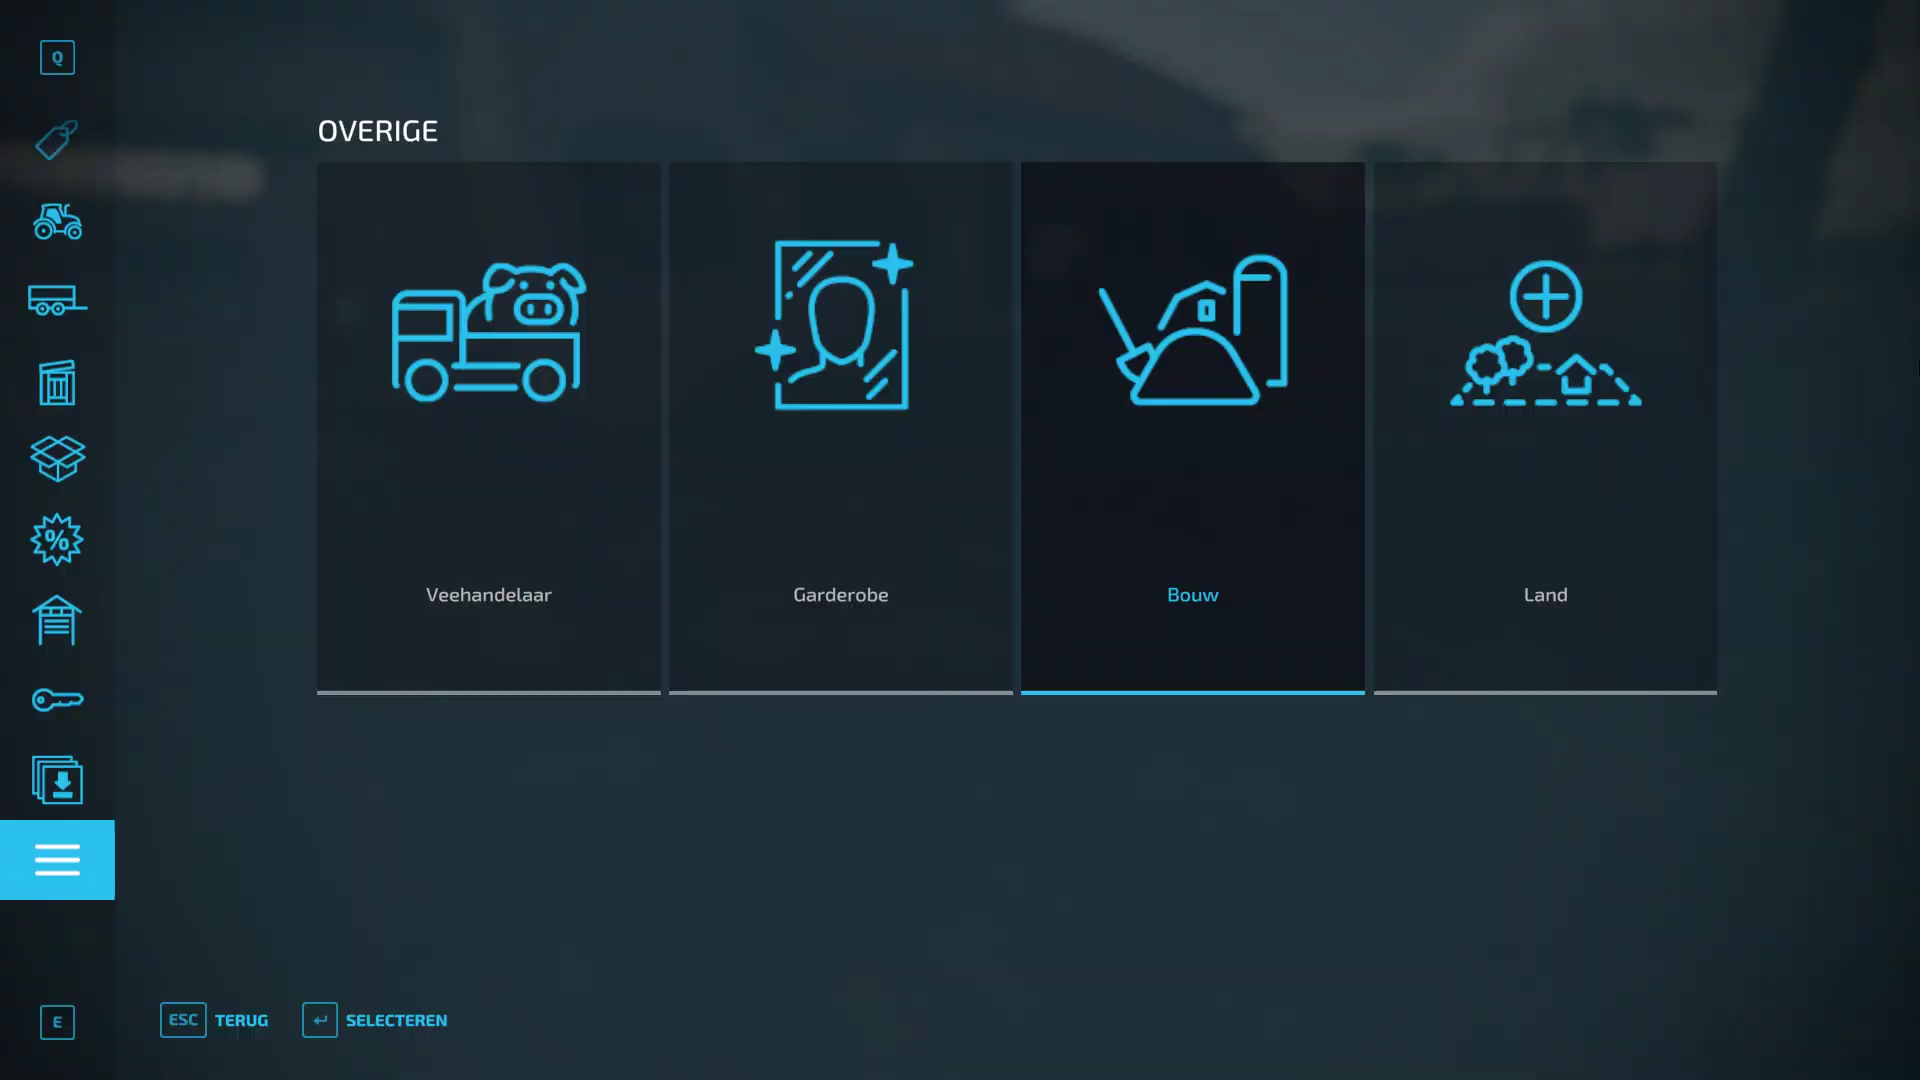 Q
OVERIGE
%
Veehandelaar
Garderobe
Bouw
Land
E
ESC TERUG
SELECTEREN